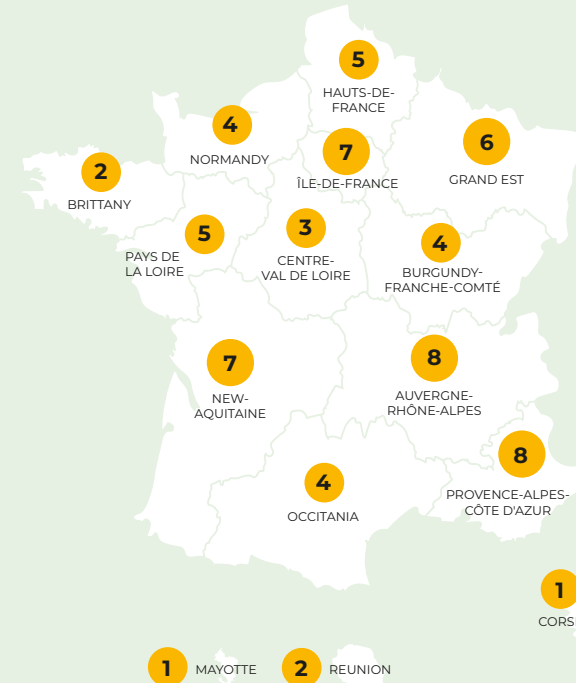 5
HAUTS-DE-
FRANCE
4
NORMANDY
7
ÎLE-DE-FRANCE
6
GRAND EST
2
BRITTANY
5
PAYS DE
LA LOIRE
3
CENTRE-
VAL DE LOIRE
4
BURGUNDY-
FRANCHE-COMTÉ
7
NEW-
AQUITAINE
8
AUVERGNE-
RHÔNE-ALPES
8
PROVENCE-ALPES-
CÔTE D'AZUR
4
OCCITANIA
1
CORS
1 MAYOTTE
2 REUNION